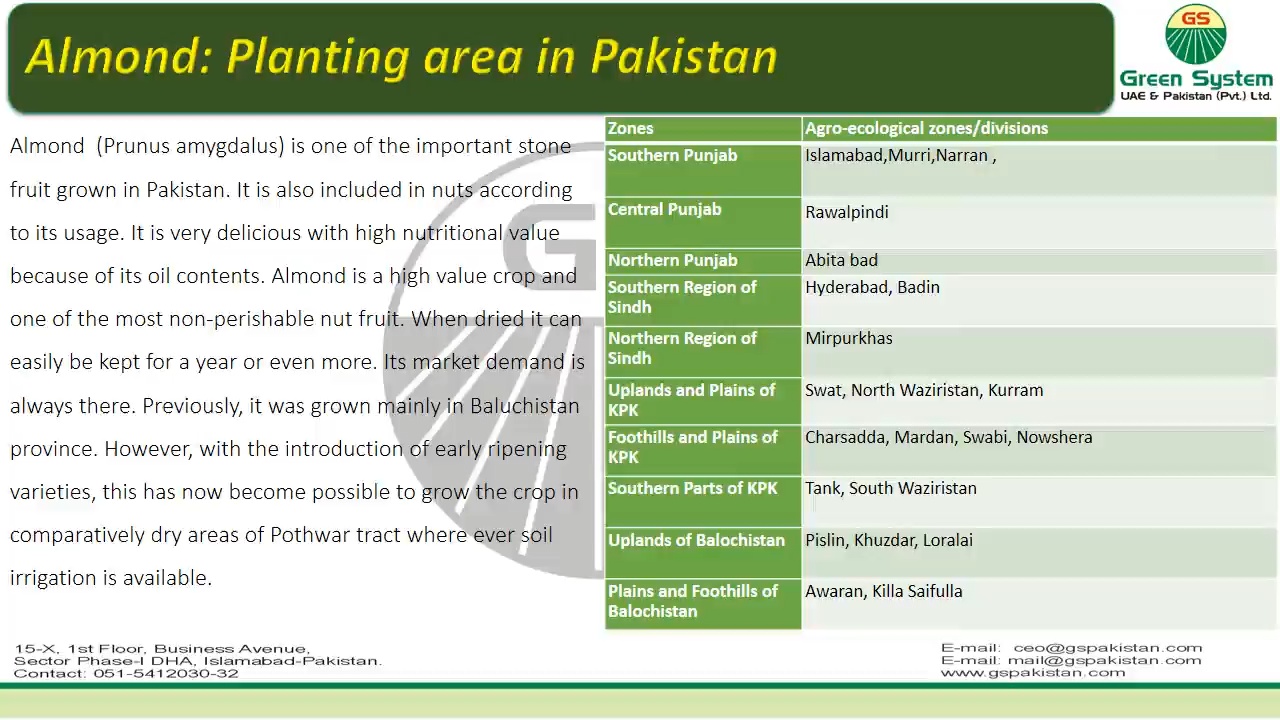 Almond: Planting area in Pakistan
GS
Green System
UAE & Pakistan (Pvt.) Ltd.
Almond (Prunus amygdalus) is one of the important stone
fruit grown in Pakistan. It is also included in nuts according
to its usage. It is very delicious with high nutritional value
because of its oil contents. Almond is a high value crop and
one of the most non-perishable nut fruit. When dried it can
easily be kept for a year or even more. Its market demand is
always there. Previously, it was grown mainly in Baluchistan
province. However, with the introduction of early ripening
varieties, this has now become possible to grow the crop in
comparatively dry areas of Pothwar tract where ever soil
irrigation is available.
GS
Zones Agro-ecological zones/divisions
Southern Punjab Islamabad,Murri,Narran ,
Central Punjab Rawalpindi
Northern Punjab Abita bad
Southern Region of Hyderabad, Badin
Sindh
Northern Region of Mirpurkhas
Sindh
Uplands and Plains of Swat, North Waziristan, Kurram
KPK
Foothills and Plains of Charsadda, Mardan, Swabi, Nowshera
KPK
Southern Parts of KPK Tank, South Waziristan
Uplands of Balochistan Pislin, Khuzdar, Loralai
Plains and Foothills of Awaran, Killa Saifulla
Balochistan
15-X, 1st Floor, Business Avenue,
Sector Phase-I DHA, Islamabad-Pakistan.
Contact: 051-5412030-32
E-mail: ceo@gspakistan.com
E-mail: mail@gspakistan.com
www.gspakistan.com